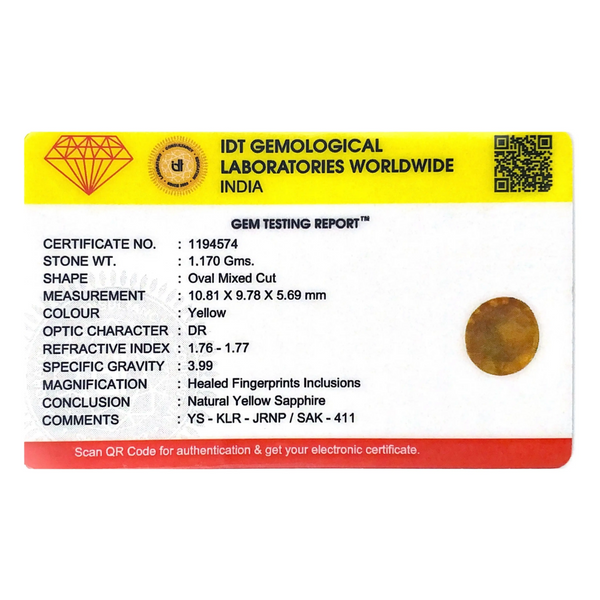 IDT GEMOLOGICAL
LABORATORIES WORLDWIDE
INDIA
idt
GEM TESTING REPORT™
CERTIFICATE NO. : 1194574
STONE WT. : 1.170 Gms.
SHAPE : Oval Mixed Cut
MEASUREMENT : 10.81 X 9.78 X 5.69 mm
COLOUR : Yellow
OPTIC CHARACTER : DR
REFRACTIVE INDEX : 1.76 - 1.77
SPECIFIC GRAVITY : 3.99
MAGNIFICATION : Healed Fingerprints Inclusions
CONCLUSION : Natural Yellow Sapphire
COMMENTS : YS - KLR - JRNP / SAK - 411
Scan QR Code for authentication & get your electronic certificate.